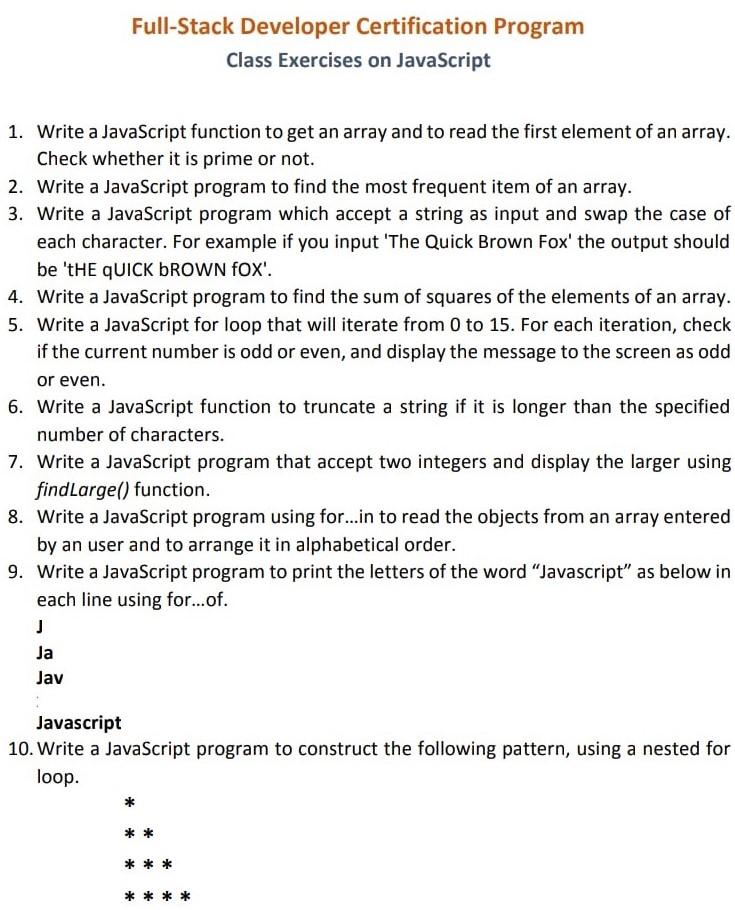 Full-Stack Developer Certification Program
Class Exercises on JavaScript
1. Write a JavaScript function to get an array and to read the first element of an array.
Check whether it is prime or not.
2. Write a JavaScript program to find the most frequent item of an array.
3. Write a JavaScript program which accept a string as input and swap the case of
each character. For example if you input 'The Quick Brown Fox' the output should
be 'tHE qUICK bROWN fOX'.
4. Write a JavaScript program to find the sum of squares of the elements of an array.
5. Write a JavaScript for loop that will iterate from 0 to 15. For each iteration, check
if the current number is odd or even, and display the message to the screen as odd
or even.
6. Write a JavaScript function to truncate a string if it is longer than the specified
number of characters.
7. Write a JavaScript program that accept two integers and display the larger using
findLarge() function.
8. Write a JavaScript program using for...in to read the objects from an array entered
by an user and to arrange it in alphabetical order.
9. Write a JavaScript program to print the letters of the word “Javascript” as below in
each line using for...of.
J
Ja
Jav
:
Javascript
10. Write a JavaScript program to construct the following pattern, using a nested for
loop.
*
* *
* * *
* * * *